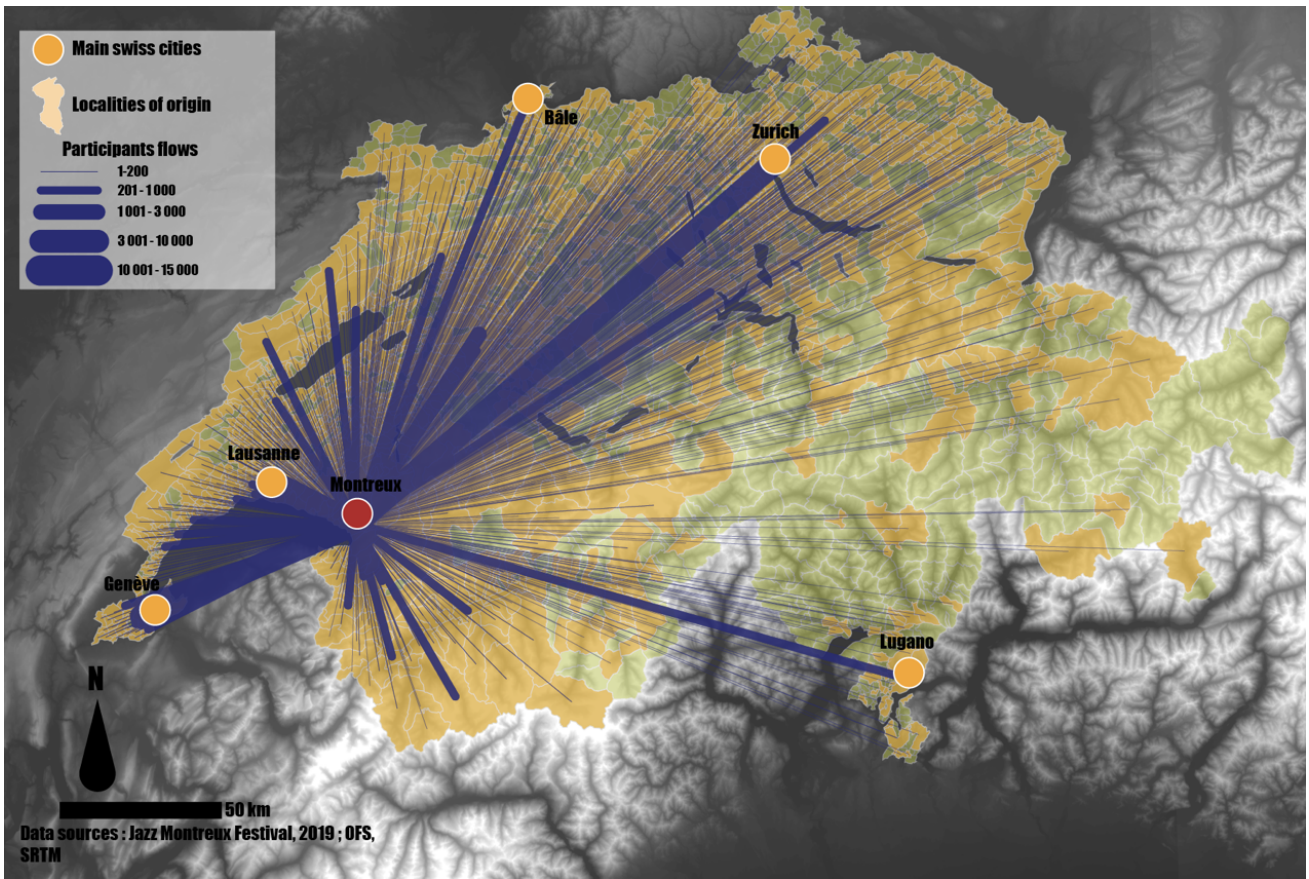 Main swiss cities
Localities of origin
Participants flows
1-200
201 - 1 000
1 001 - 3 000
3 001 - 10 000
10 001 - 15 000
Bâle
Zurich
Lausanne
Montreux
Genève
Lugano
N
50 km
Data sources : Jazz Montreux Festival, 2019 ; OFS,
SRTM